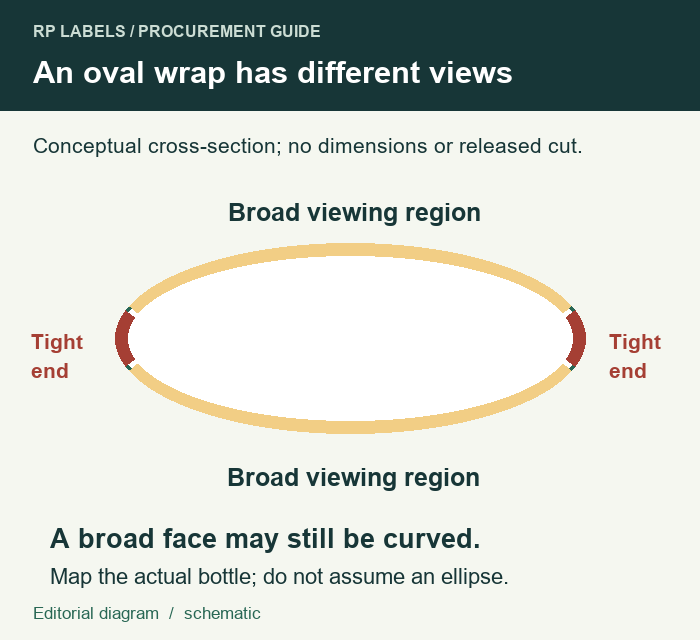 RP LABELS / PROCUREMENT GUIDE
An oval wrap has different views
Conceptual cross-section; no dimensions or released cut.
Broad viewing region
Tight
end
Tight
end
Broad viewing region
A broad face may still be curved.
Map the actual bottle; do not assume an ellipse.
Editorial diagram / schematic